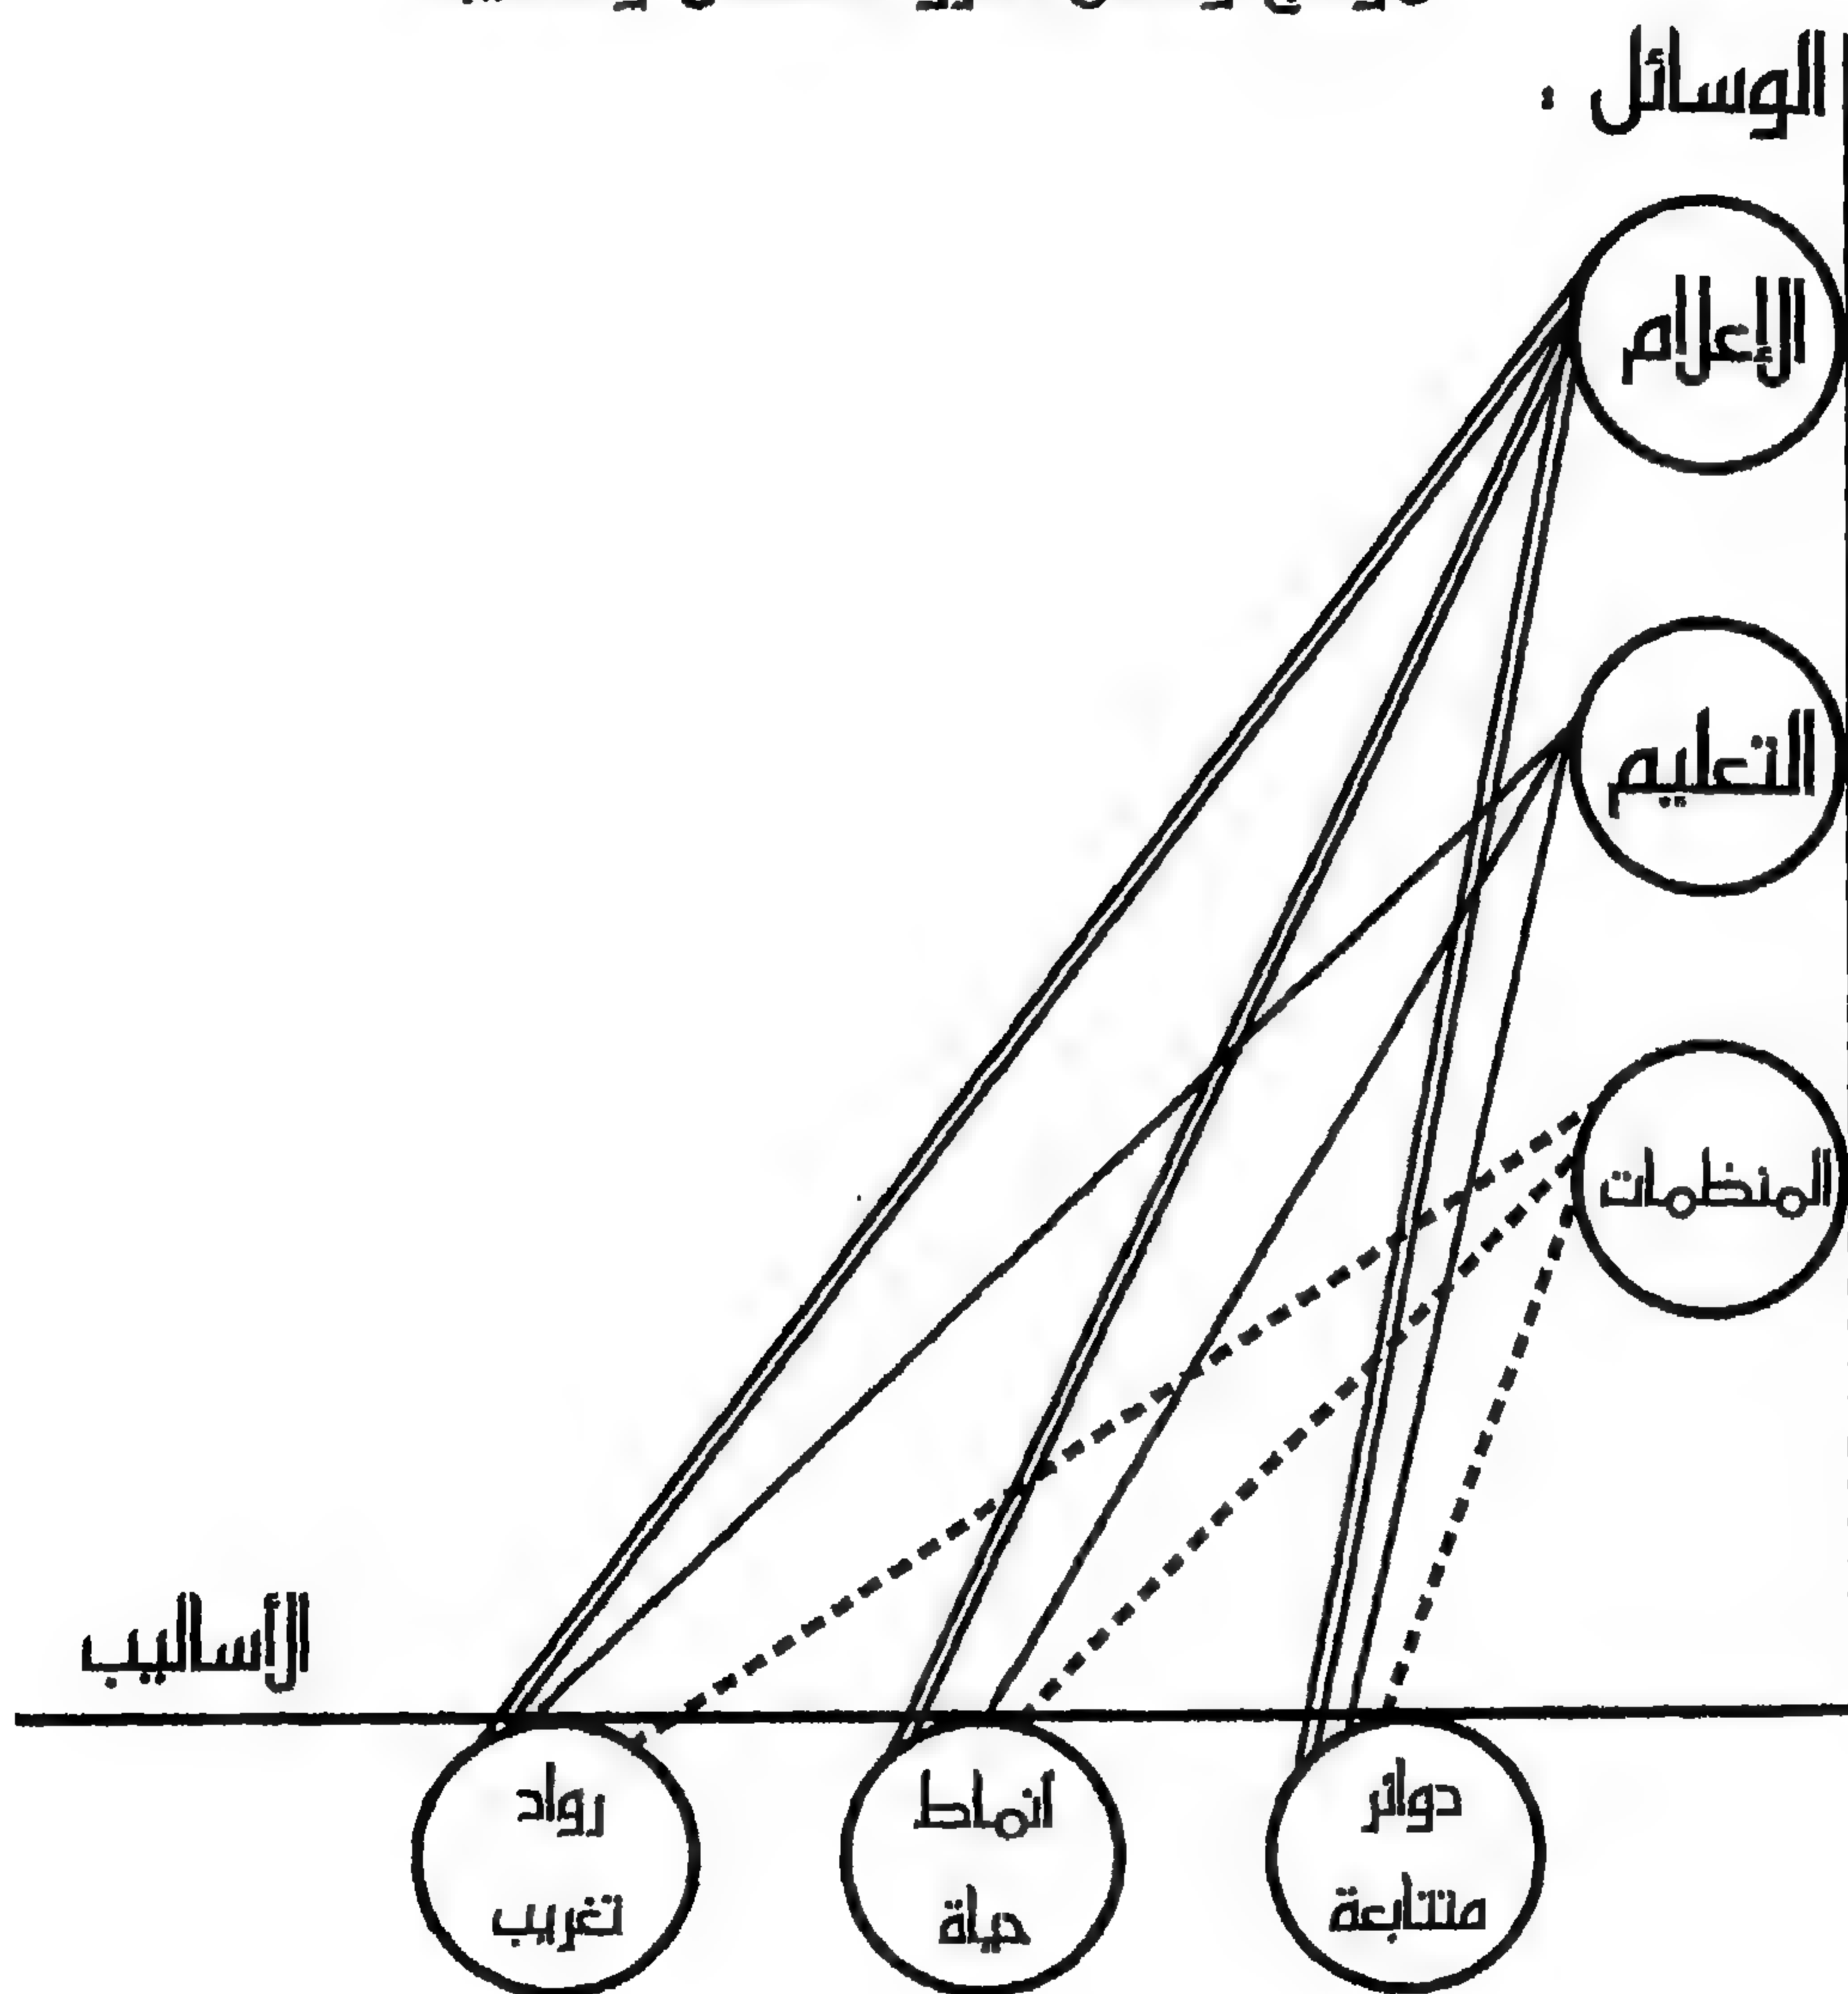 الوسائل :
الإعلام
التعليم
المنظمات
الأساليب
دوائر
متتابعة
انماط
حياة
رواد
تغريب